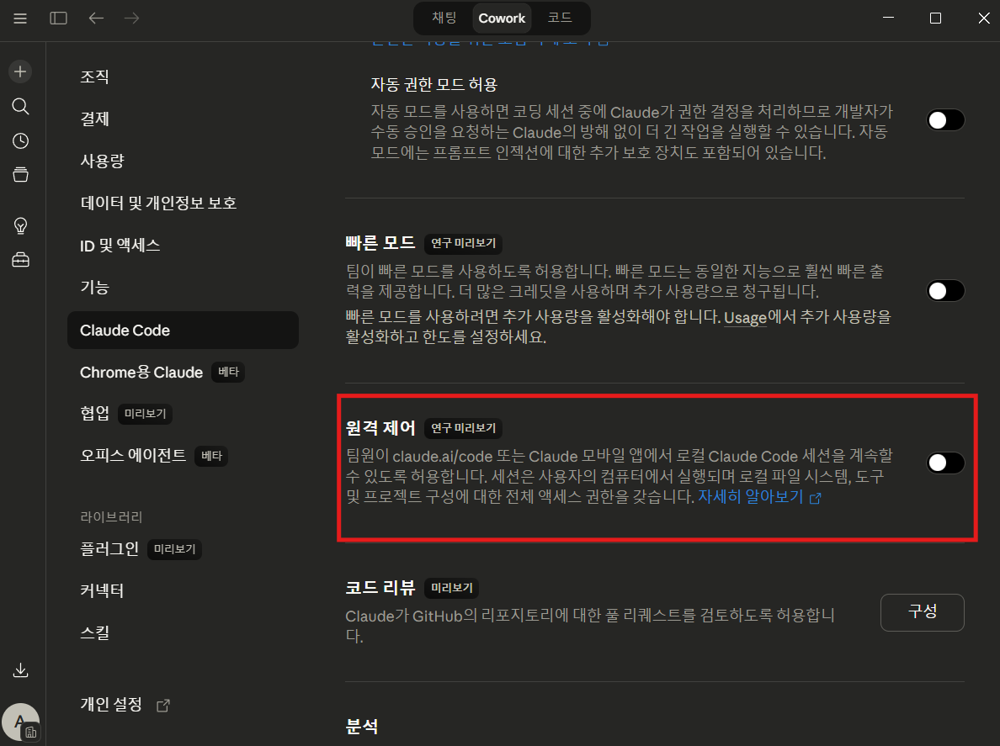 채팅
Cowork
코드
조직
결제
사용량
데이터 및 개인정보 보호
ID 및 액세스
기능
Claude Code
Chrome용 Claude 베타
협업 미리보기
오피스 에이전트 베타
라이브러리
플러그인 미리보기
커넥터
스킬
개인 설정
A
자동 권한 모드 허용
자동 모드를 사용하면 코딩 세션 중에 Claude가 권한 결정을 처리하므로 개발자가
수동 승인을 요청하는 Claude의 방해 없이 더 긴 작업을 실행할 수 있습니다. 자동
모드에는 프롬프트 인젝션에 대한 추가 보호 장치도 포함되어 있습니다.
빠른 모드 연구 미리보기
팀이 빠른 모드를 사용하도록 허용합니다. 빠른 모드는 동일한 지능으로 훨씬 빠른 출
력을 제공합니다. 더 많은 크레딧을 사용하며 추가 사용량으로 청구됩니다.
빠른 모드를 사용하려면 추가 사용량을 활성화해야 합니다. Usage에서 추가 사용량을
활성화하고 한도를 설정하세요.
원격 제어 연구 미리보기
팀원이 claude.ai/code 또는 Claude 모바일 앱에서 로컬 Claude Code 세션을 계속할
수 있도록 허용합니다. 세션은 사용자의 컴퓨터에서 실행되며 로컬 파일 시스템, 도구
및 프로젝트 구성에 대한 전체 액세스 권한을 갖습니다. 자세히 알아보기
코드 리뷰 미리보기
Claude가 GitHub의 리포지토리에 대한 풀 리퀘스트를 검토하도록 허용합니
다.
구성
분석